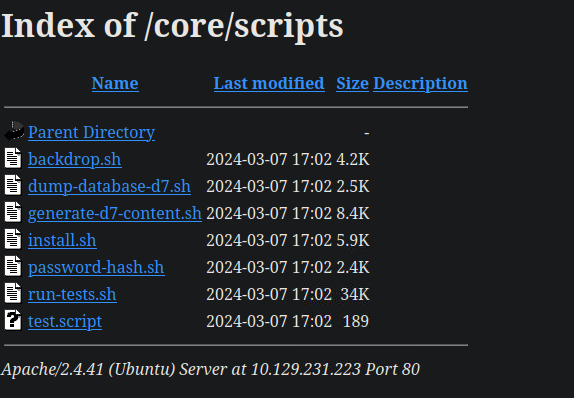 Index of /core/scripts
Name Last modified Size Description
Parent Directory -
backdrop.sh 2024-03-07 17:02 4.2K
dump-database-d7.sh 2024-03-07 17:02 2.5K
generate-d7-content.sh 2024-03-07 17:02 8.4K
install.sh 2024-03-07 17:02 5.9K
password-hash.sh 2024-03-07 17:02 2.4K
run-tests.sh 2024-03-07 17:02 34K
test.script 2024-03-07 17:02 189
Apache/2.4.41 (Ubuntu) Server at 10.129.231.223 Port 80